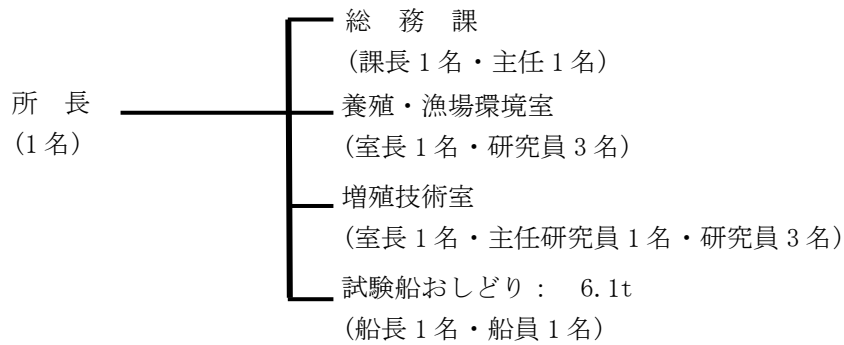 総　務　課
(課長 1 名・主任 1 名)
所　長
(1 名)
養殖・漁場環境室
(室長 1 名・研究員 3 名)
増殖技術室
(室長 1 名・主任研究員 1 名・研究員 3 名)
試験船おしどり：　6.1t
(船長 1 名・船員 1 名)